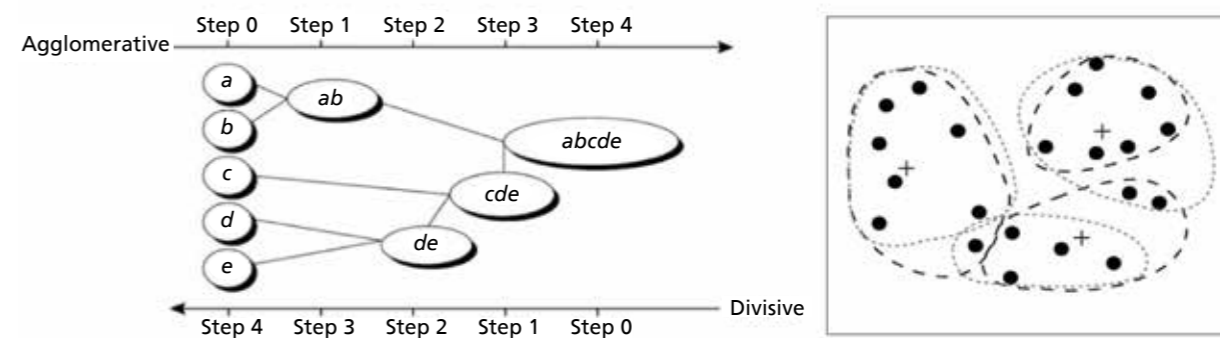 Step 0 Step 1 Step 2 Step 3 Step 4
Agglomerative
a
ab
b
abcde
c
cde
d
de
e
Divisive
Step 4 Step 3 Step 2 Step 1 Step 0